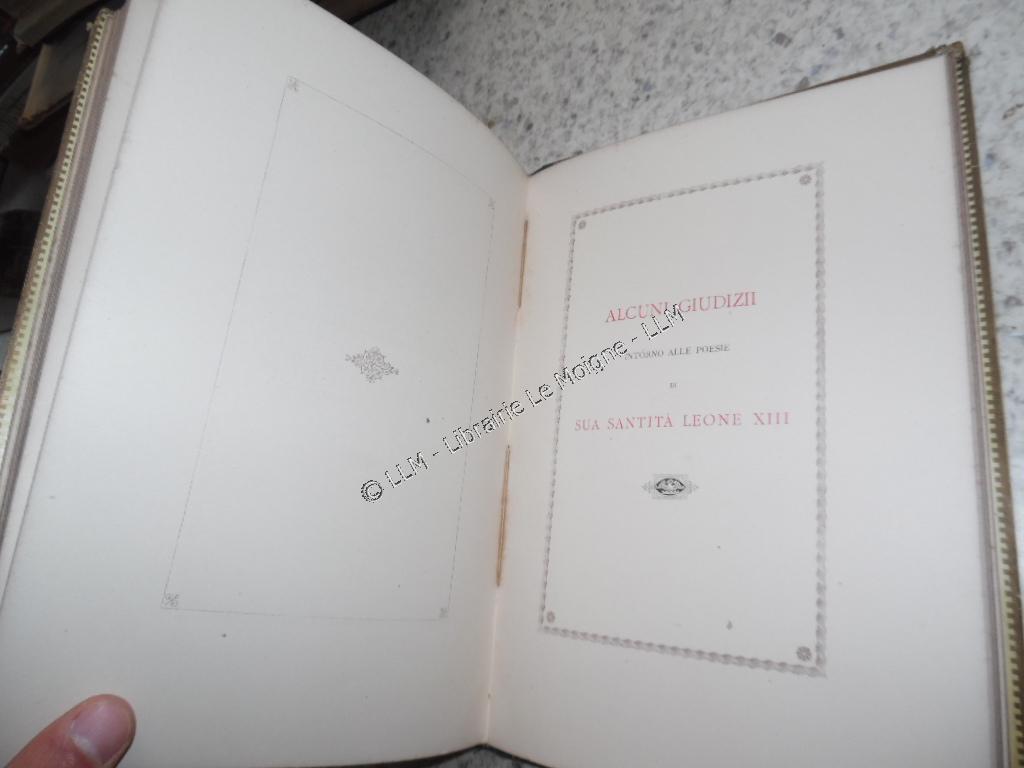 ALCUNI GIUDIZII
INTORNO ALLE POESIE
DI
SUA SANTITÀ LEONE XIII
© LLM - Librairie Le Moigne - LLM